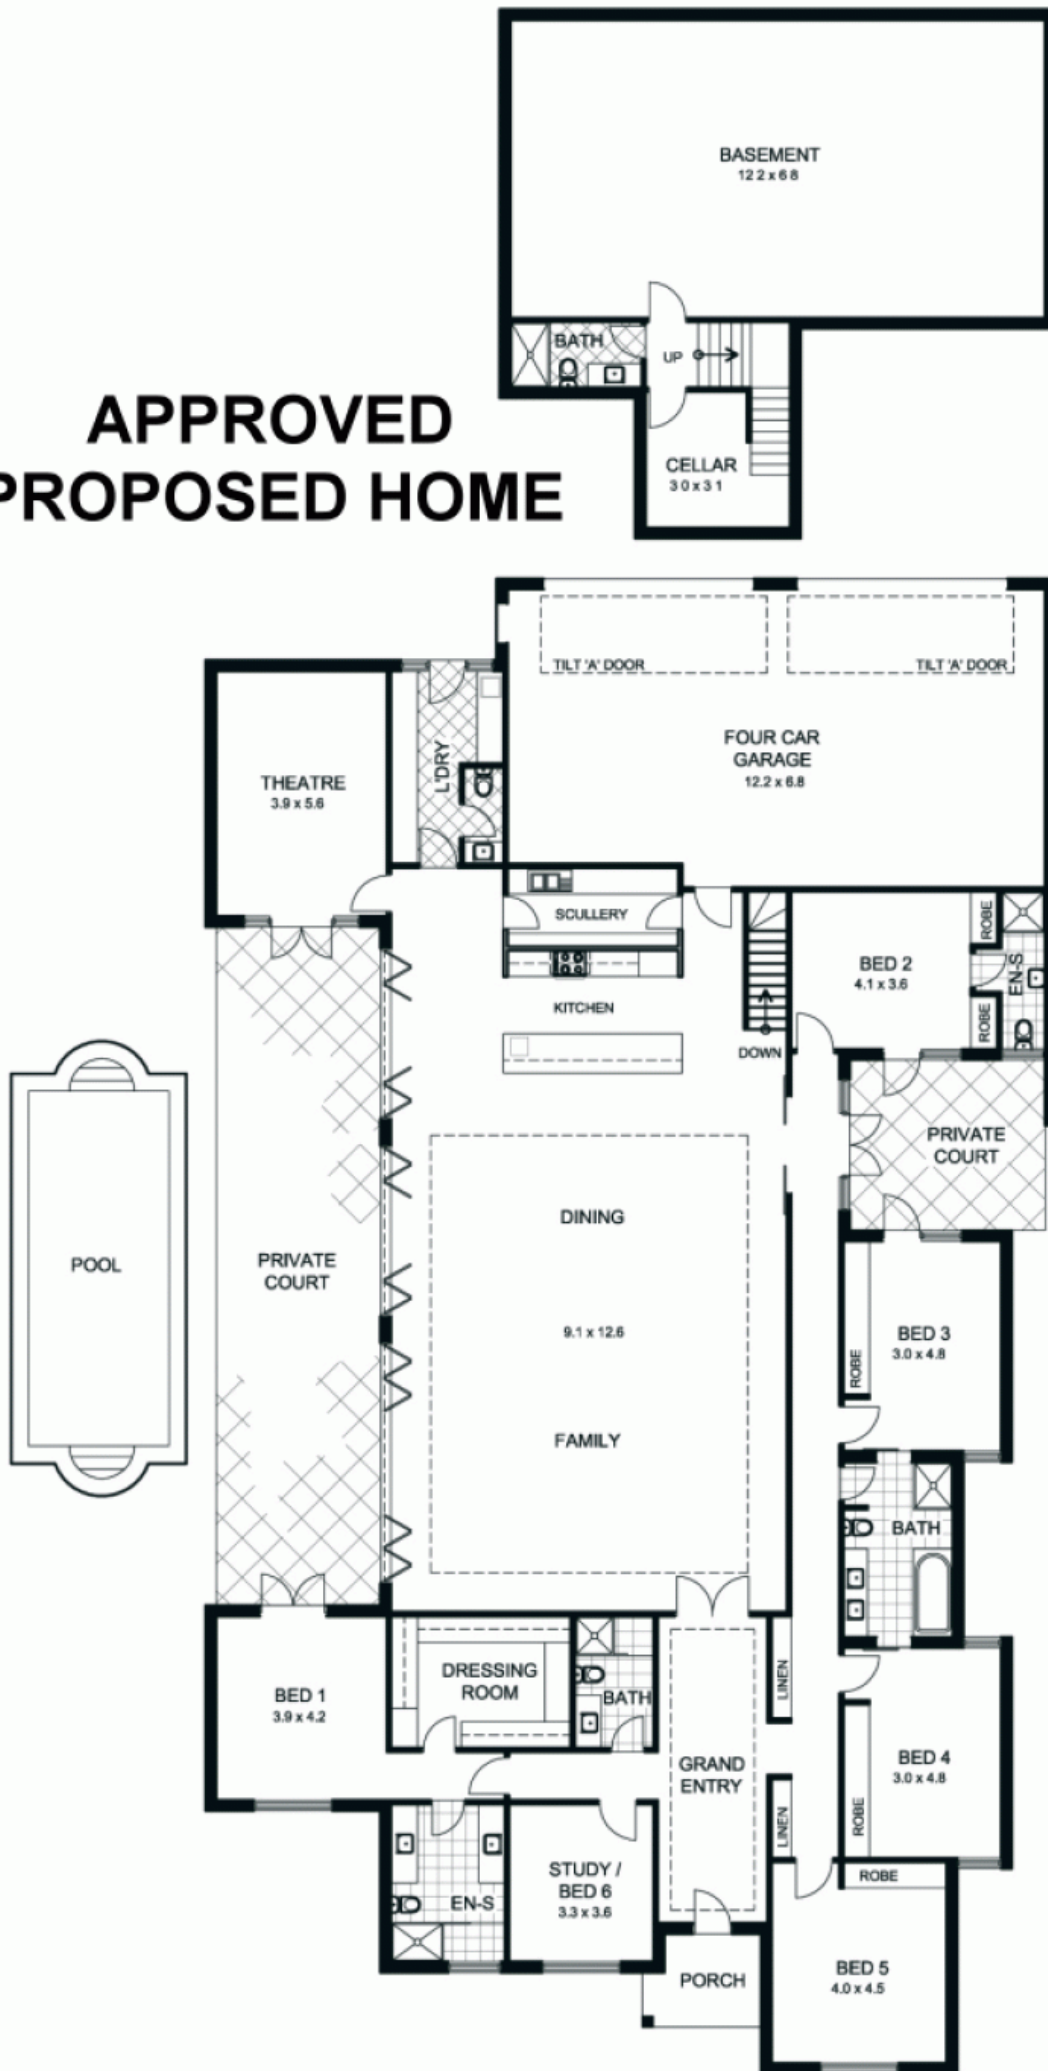 BASEMENT
12 2 x 6 8
BATH
UP
CELLAR
3 0 x 3 1
APPROVED
PROPOSED HOME
TILT 'A' DOOR
TILT 'A' DOOR
FOUR CAR
GARAGE
12.2 x 6.8
THEATRE
3.9 x 5.6
L'DRY
SCULLERY
KITCHEN
DOWN
BED 2
4.1 x 3.6
ROBE
ROBE
EN-S
PRIVATE
COURT
DINING
9.1 x 12.6
FAMILY
POOL
PRIVATE
COURT
BED 3
3.0 x 4.8
ROBE
BATH
BED 1
3.9 x 4.2
DRESSING
ROOM
BATH
LINEN
GRAND
ENTRY
LINEN
BED 4
3.0 x 4.8
ROBE
ROBE
EN-S
STUDY /
BED 6
3.3 x 3.6
PORCH
BED 5
4.0 x 4.5